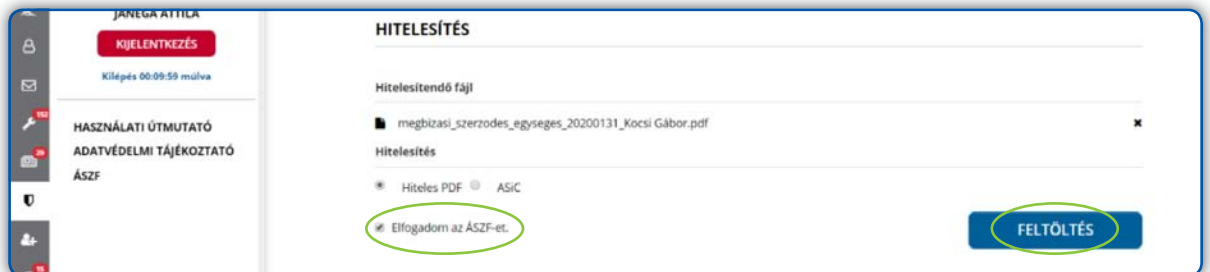 JANEGA ATTILA
KIJELENTKEZÉS
Kilépés 00:09:59 múlva
HASZNÁLATI ÚTMUTATÓ
ADATVÉDELMI TÁJÉKOZTATÓ
ÁSZF
HITELESÍTÉS
Hitelesítendő fájl
megbizasi_szerzodes_egyseges_20200131_Kocsi Gábor.pdf
Hitelesítés
Hiteles PDF ASiC
Elfogadom az ÁSZF-et.
FELTÖLTÉS